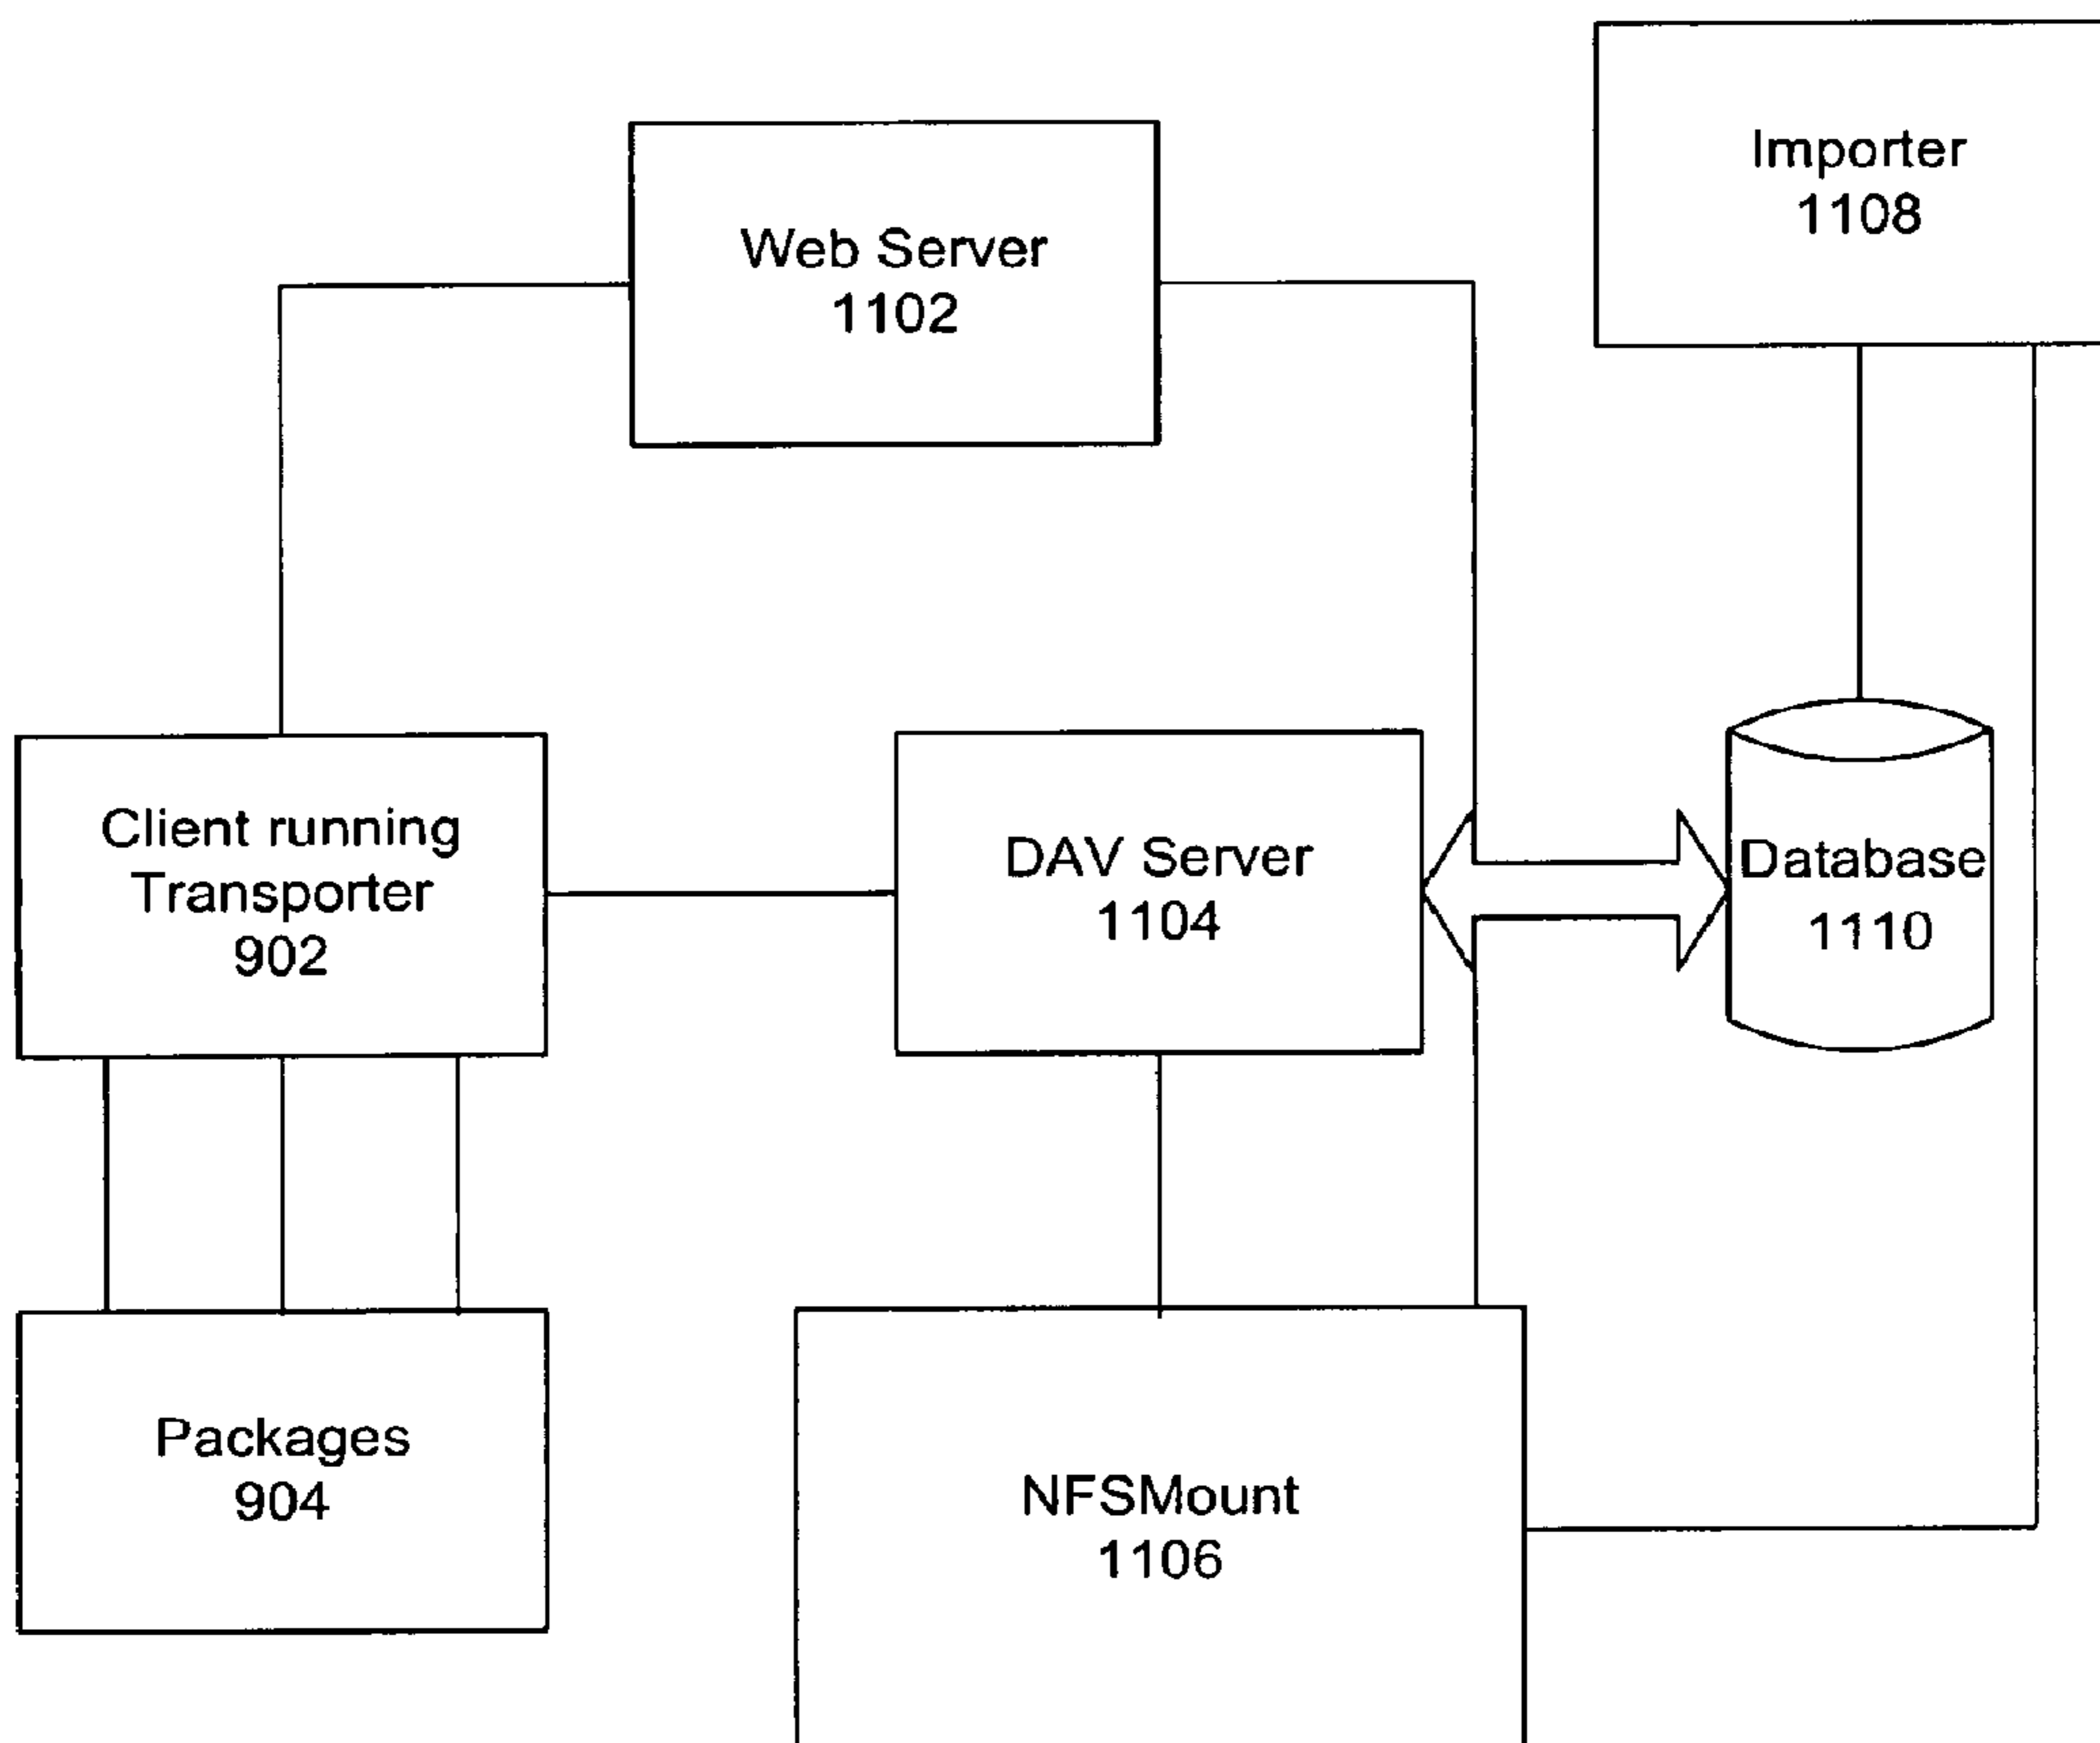 Importer
1108
Web Server
1102
Client running
Transporter
902
DAV Server
1104
Database
1110
Packages
904
NFSMount
1106